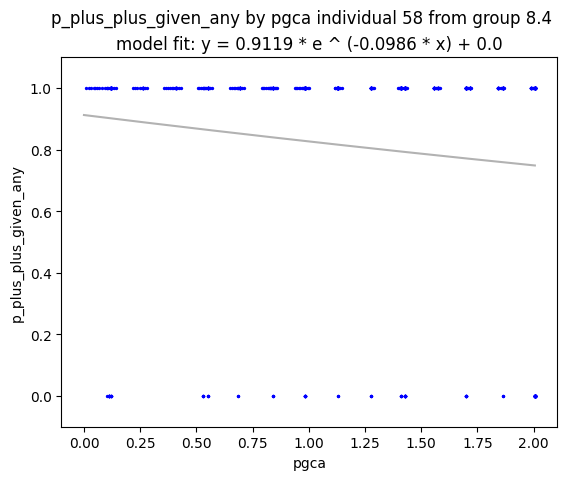 p_plus_plus_given_any by pgca individual 58 from group 8.4
model fit: y = 0.9119 * e ^ (-0.0986 * x) + 0.0
1.0
0.8
0.6
0.4
0.2
0.0
p_plus_plus_given_any
0.00 0.25 0.50 0.75 1.00 1.25 1.50 1.75 2.00
pgca